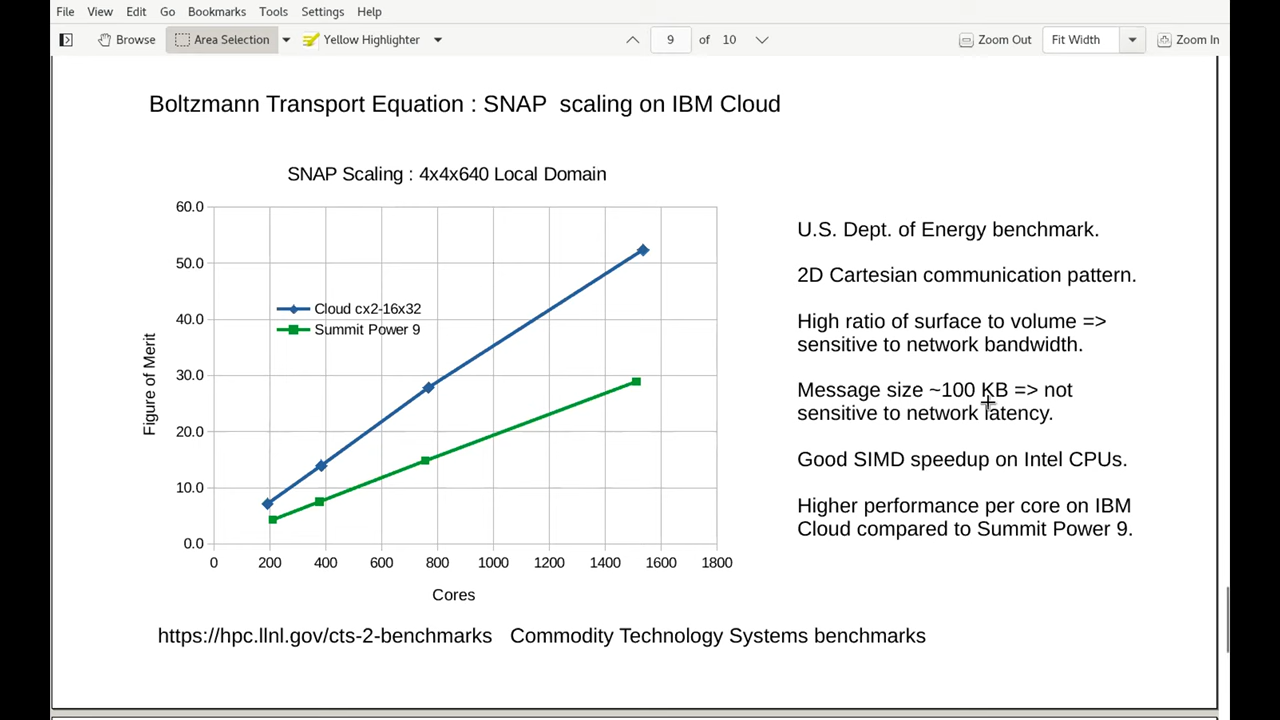 File View Edit Go Bookmarks Tools Settings Help
Browse Area Selection Yellow Highlighter 9 of 10 Zoom Out Fit Width Zoom In
Boltzmann Transport Equation : SNAP scaling on IBM Cloud
SNAP Scaling : 4x4x640 Local Domain
60.0
50.0
40.0
30.0
20.0
10.0
0.0
Figure of Merit
Cloud cx2-16x32
Summit Power 9
0 200 400 600 800 1000 1200 1400 1600 1800
Cores
U.S. Dept. of Energy benchmark.
2D Cartesian communication pattern.
High ratio of surface to volume =>
sensitive to network bandwidth.
Message size ~100 KB => not
sensitive to network latency.
Good SIMD speedup on Intel CPUs.
Higher performance per core on IBM
Cloud compared to Summit Power 9.
https://hpc.llnl.gov/cts-2-benchmarks Commodity Technology Systems benchmarks